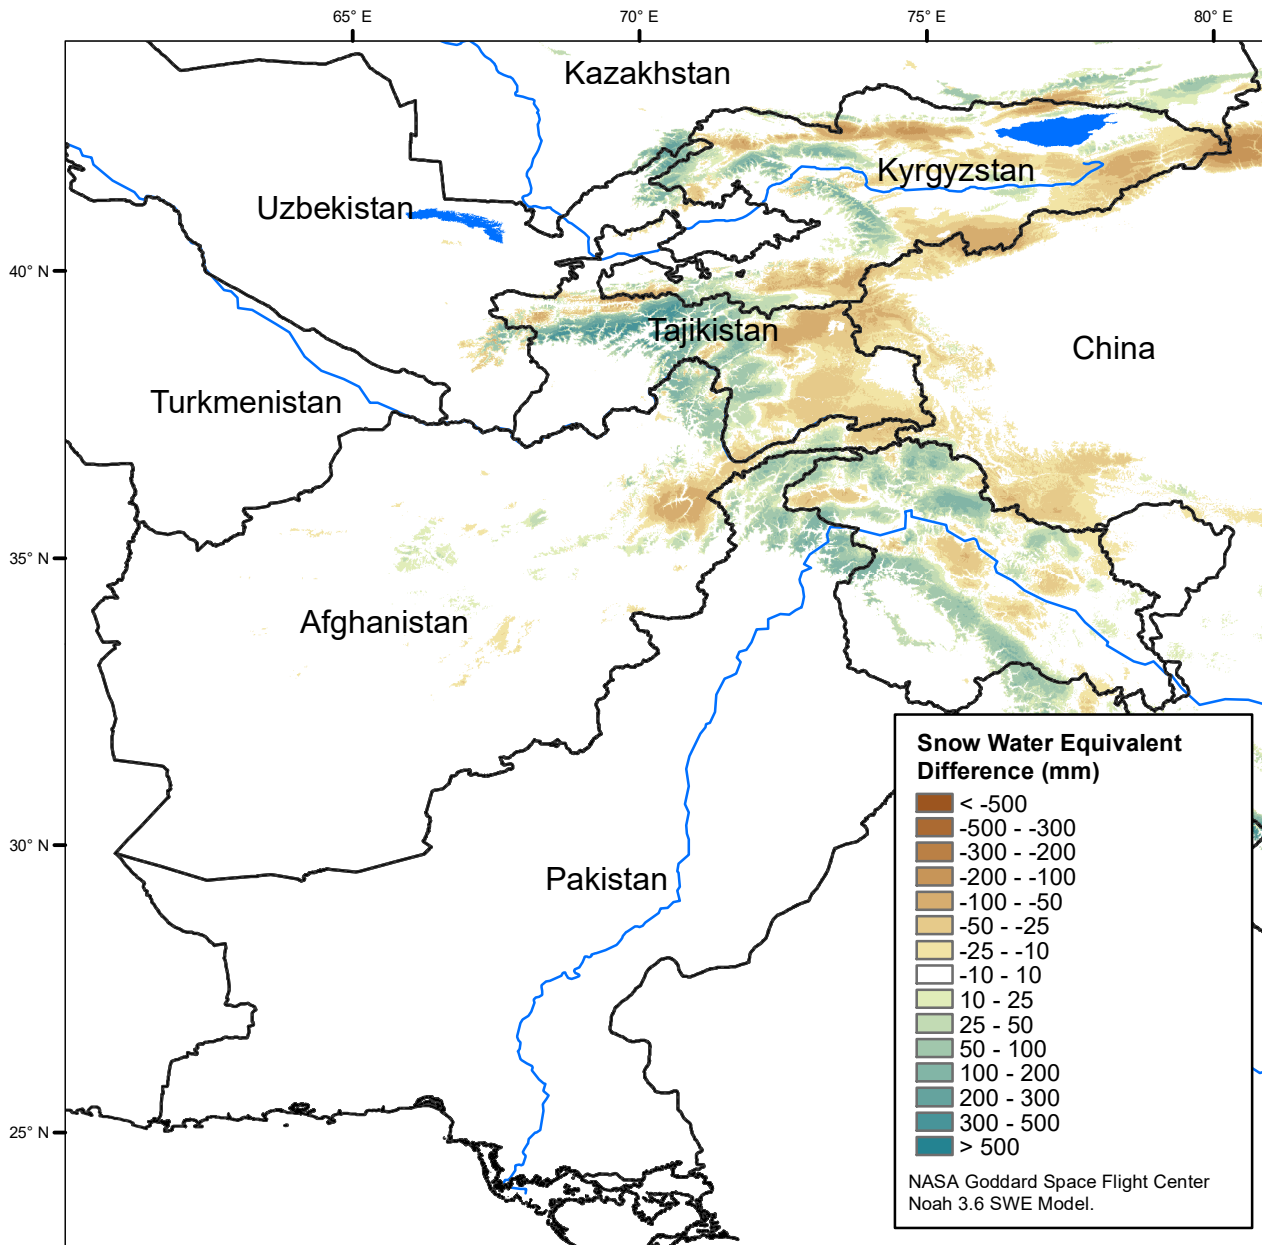 65° E
70° E
75° E
80° E
Kazakhstan
Kyrgyzstan
Uzbekistan
40° N
Tajikistan
China
Turkmenistan
35° N
Afghanistan
Snow Water Equivalent
Difference (mm)
< -500
-500 - -300
-300 - -200
-200 - -100
-100 - -50
-50 - -25
-25 - -10
-10 - 10
10 - 25
25 - 50
50 - 100
100 - 200
200 - 300
300 - 500
> 500
NASA Goddard Space Flight Center
Noah 3.6 SWE Model.
30° N
Pakistan
25° N